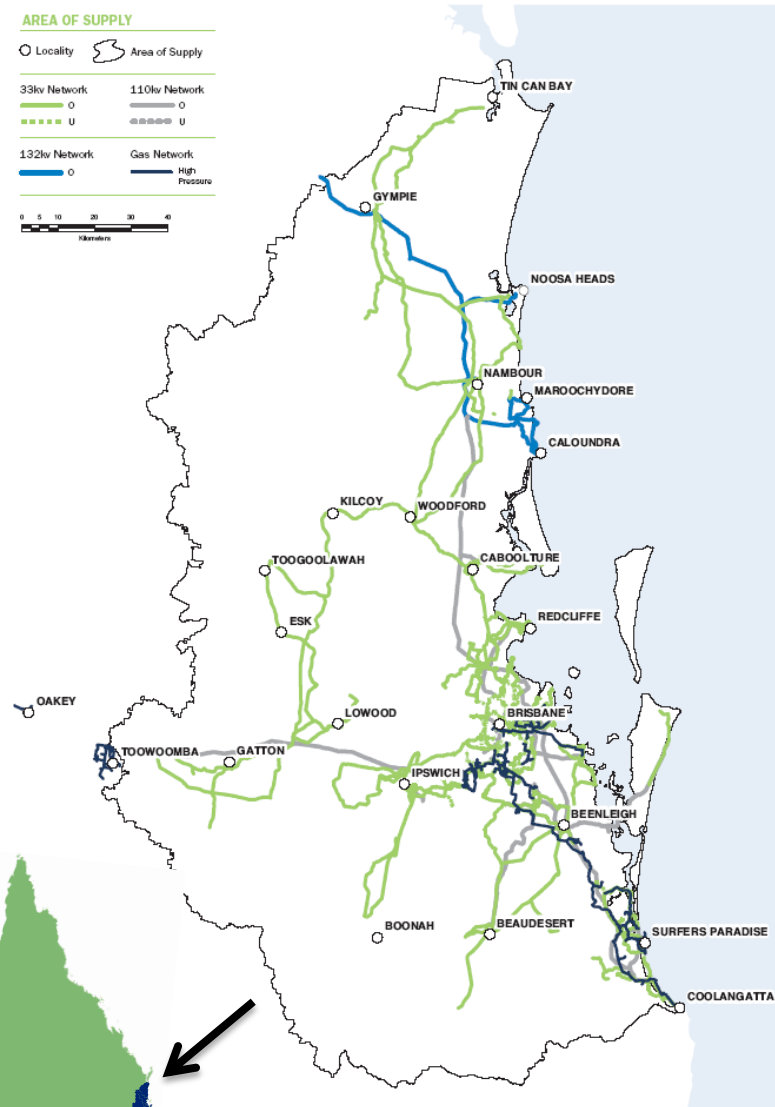 AREA OF SUPPLY
Locality
Area of Supply
33kv Network
110kv Network
O
O
U
U
132kv Network
Gas Network
O
High
Pressure
0 5 10 20 30 40
Kilometers
TIN CAN BAY
GYMPIE
NOOSA HEADS
NAMBOUR
MAROOCHYDORE
CALOUNDRA
KILCOY
WOODFORD
TOOGOOLAWAH
CABOOLTURE
ESK
REDCLIFFE
OAKEY
LOWOOD
BRISBANE
TOOWOOMBA
GATTON
IPSWICH
BEENLEIGH
BOONAH
BEAUDESERT
SURFERS PARADISE
COOLANGATTA